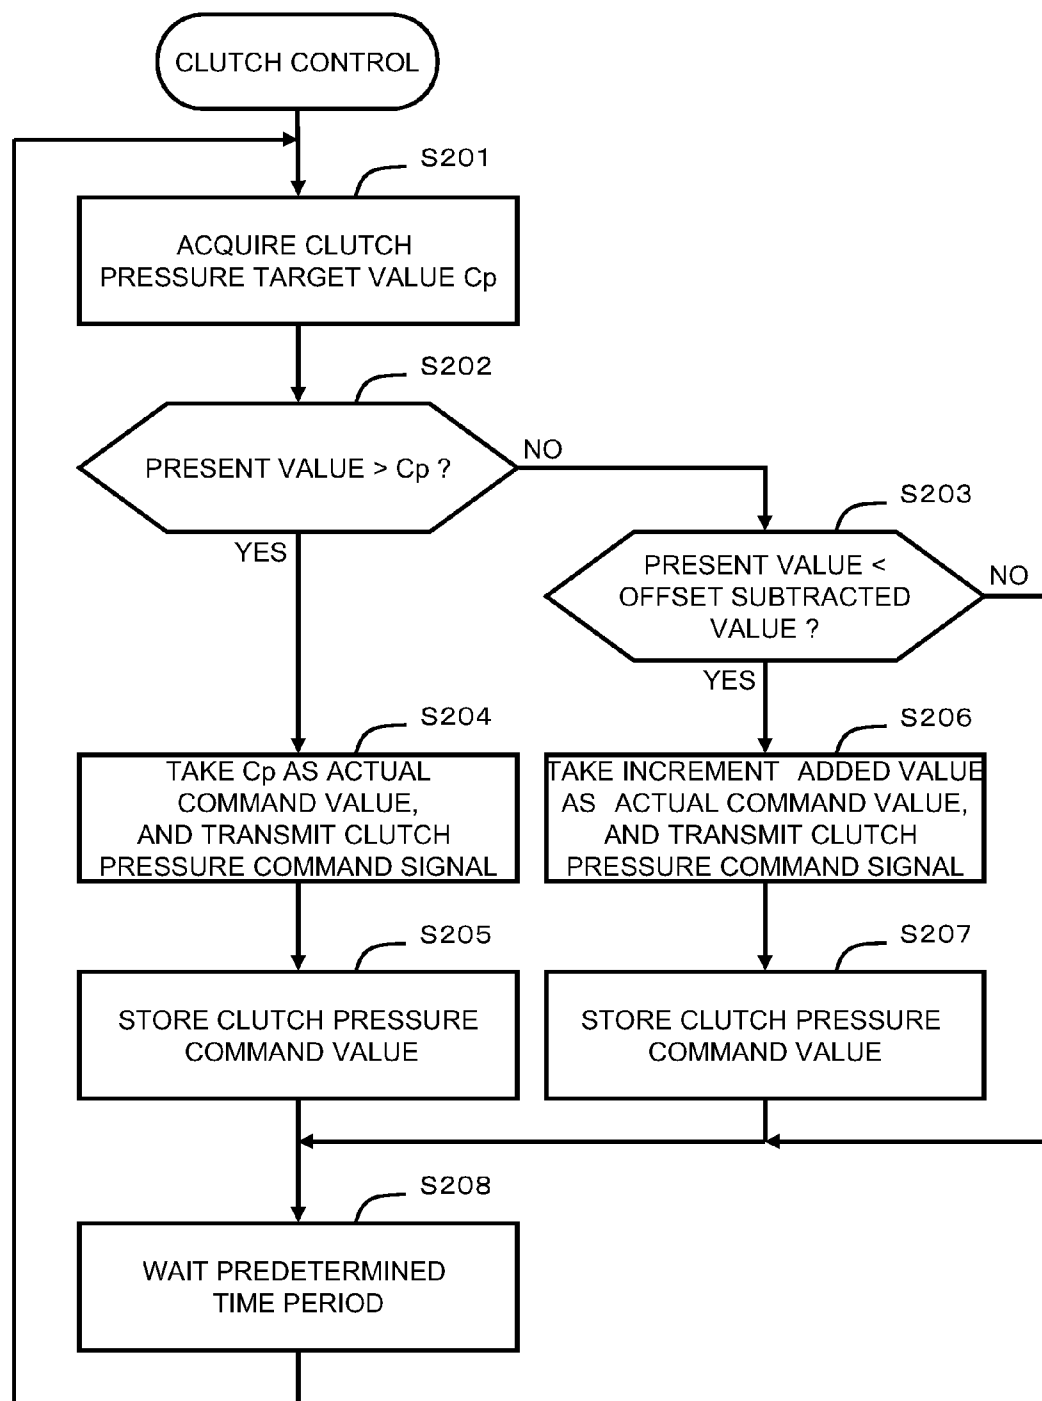 CLUTCH CONTROL
S201
ACQUIRE CLUTCH
PRESSURE TARGET VALUE Cp
S202
PRESENT VALUE > Cp ?
NO
YES
S203
PRESENT VALUE <
OFFSET SUBTRACTED
VALUE ?
NO
YES
S204
TAKE Cp AS ACTUAL
COMMAND VALUE,
AND TRANSMIT CLUTCH
PRESSURE COMMAND SIGNAL
S206
TAKE INCREMENT ADDED VALUE
AS ACTUAL COMMAND VALUE,
AND TRANSMIT CLUTCH
PRESSURE COMMAND SIGNAL
S205
STORE CLUTCH PRESSURE
COMMAND VALUE
S207
STORE CLUTCH PRESSURE
COMMAND VALUE
S208
WAIT PREDETERMINED
TIME PERIOD